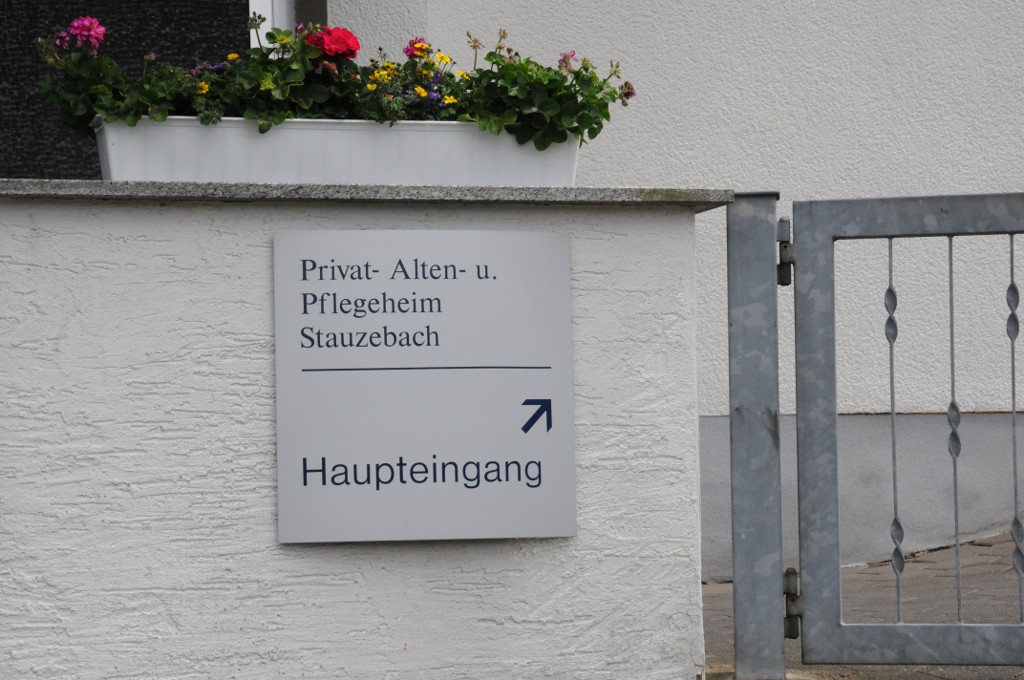 Privat- Alten- u.
Pflegeheim
Stauzebach
Haupteingang